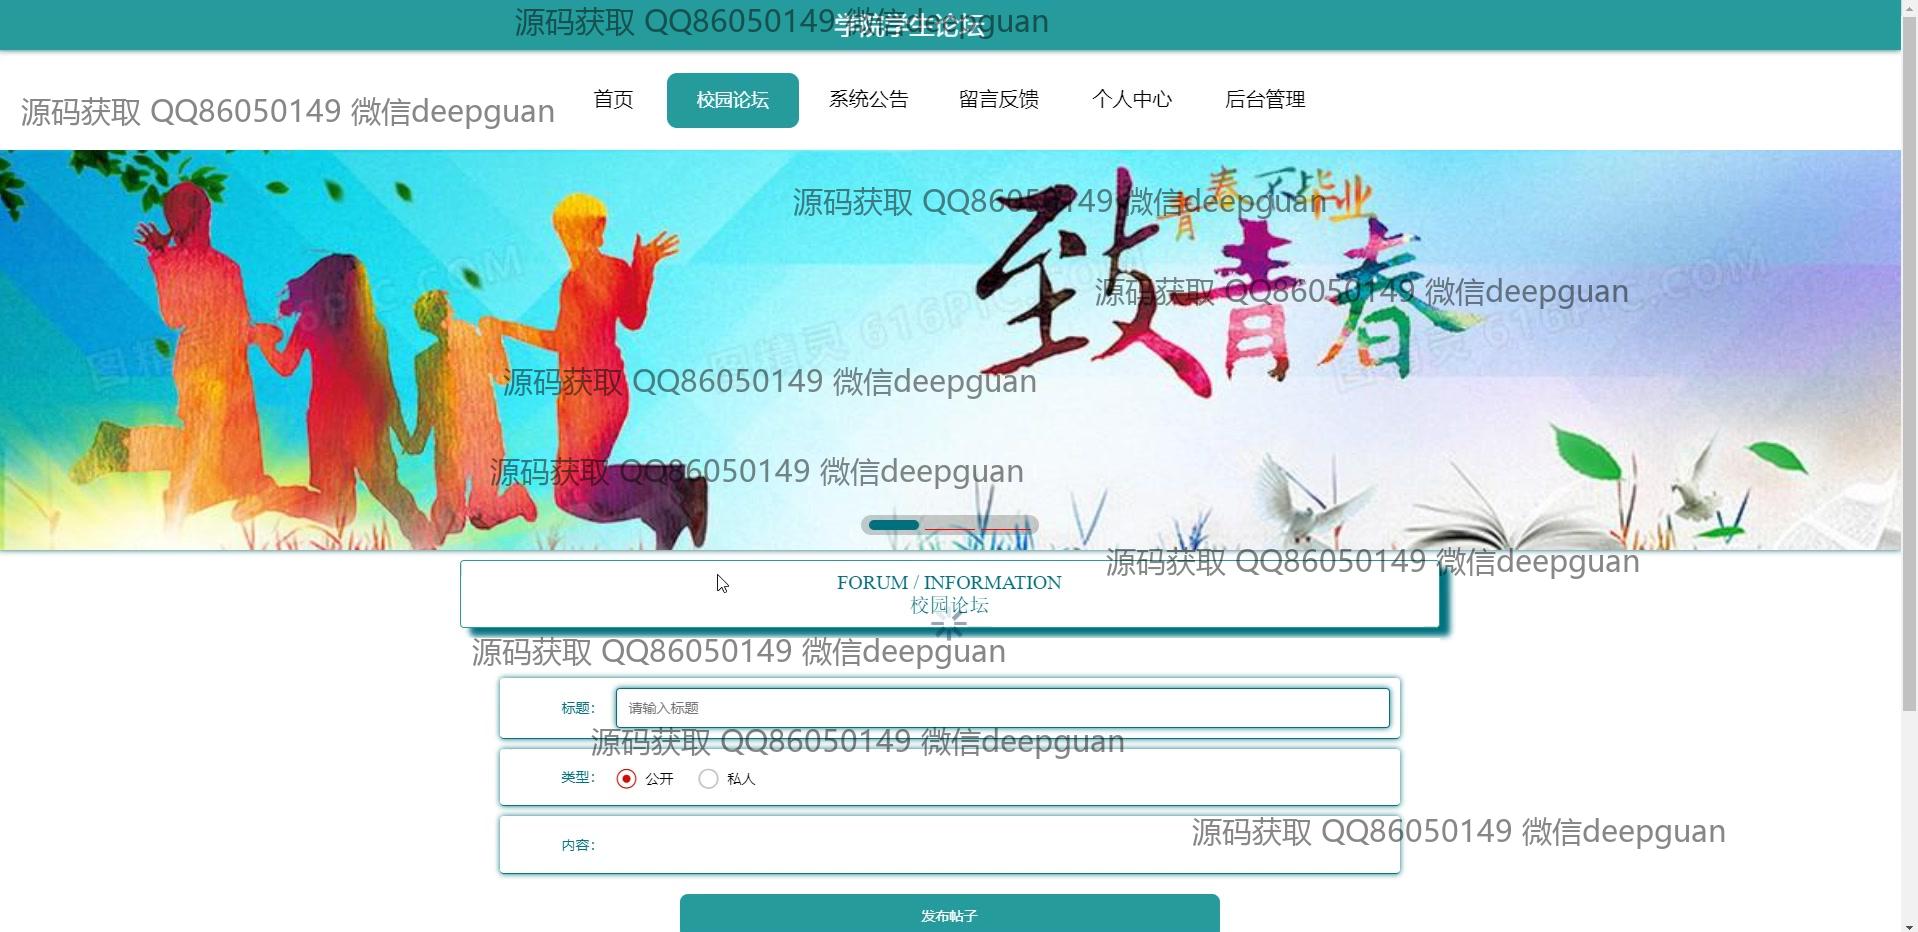 学院学生论坛
源码获取 QQ86050149 微信deepguan
首页
校园论坛
系统公告
留言反馈
个人中心
后台管理
源码获取 QQ86050149 微信deepguan
青春不毕业
源码获取 QQ86050149 微信deepguan
致青春
源码获取 QQ86050149 微信deepguan
图精灵 616PIC.COM
源码获取 QQ86050149 微信deepguan
源码获取 QQ86050149 微信deepguan
源码获取 QQ86050149 微信deepguan
FORUM / INFORMATION
校园论坛
源码获取 QQ86050149 微信deepguan
标题：
请输入标题
源码获取 QQ86050149 微信deepguan
类型：
公开
私人
源码获取 QQ86050149 微信deepguan
内容：
发布帖子